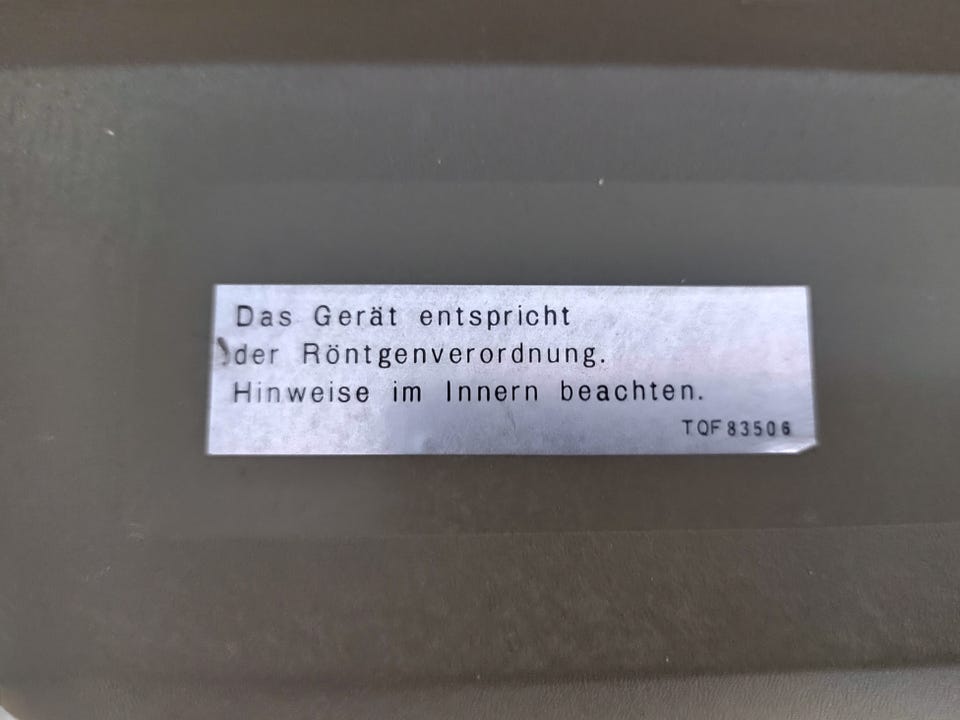 Das Gerät entspricht
der Röntgenverordnung.
Hinweise im Innern beachten.
TQF83506